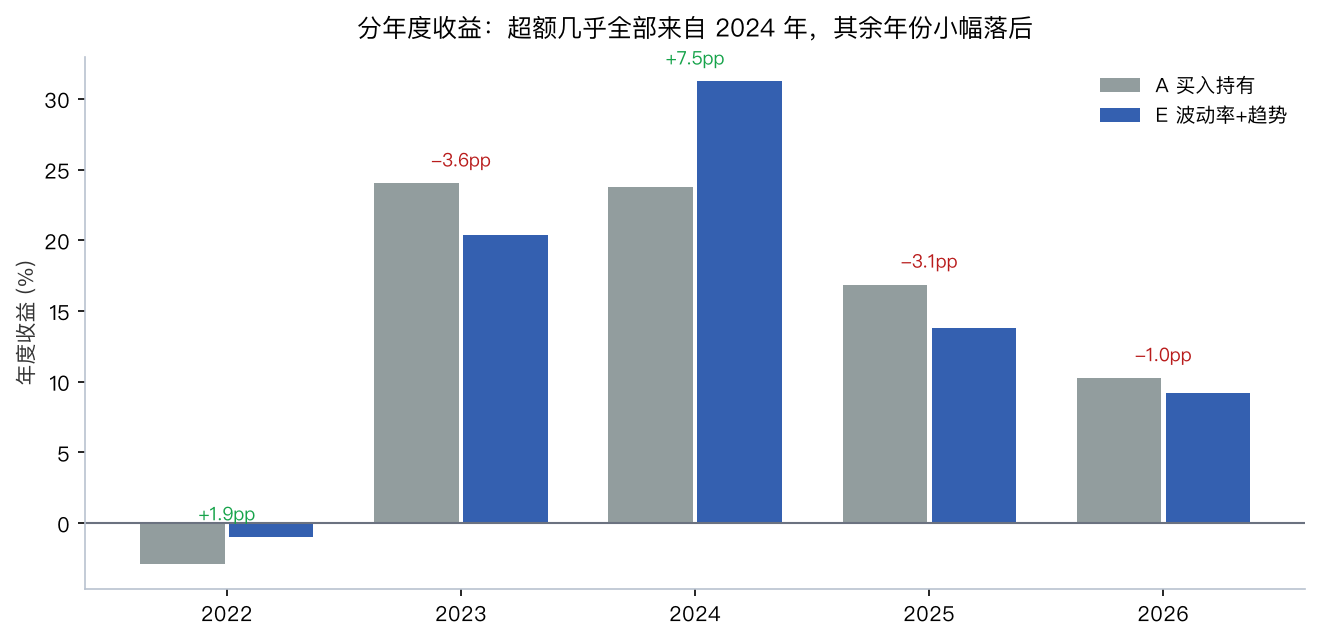 分年度收益：超额几乎全部来自 2024 年，其余年份小幅落后
A 买入持有
E 波动率+趋势
年度收益 (%)
30
25
20
15
10
5
0
+1.9pp
−3.6pp
+7.5pp
−3.1pp
−1.0pp
2022
2023
2024
2025
2026